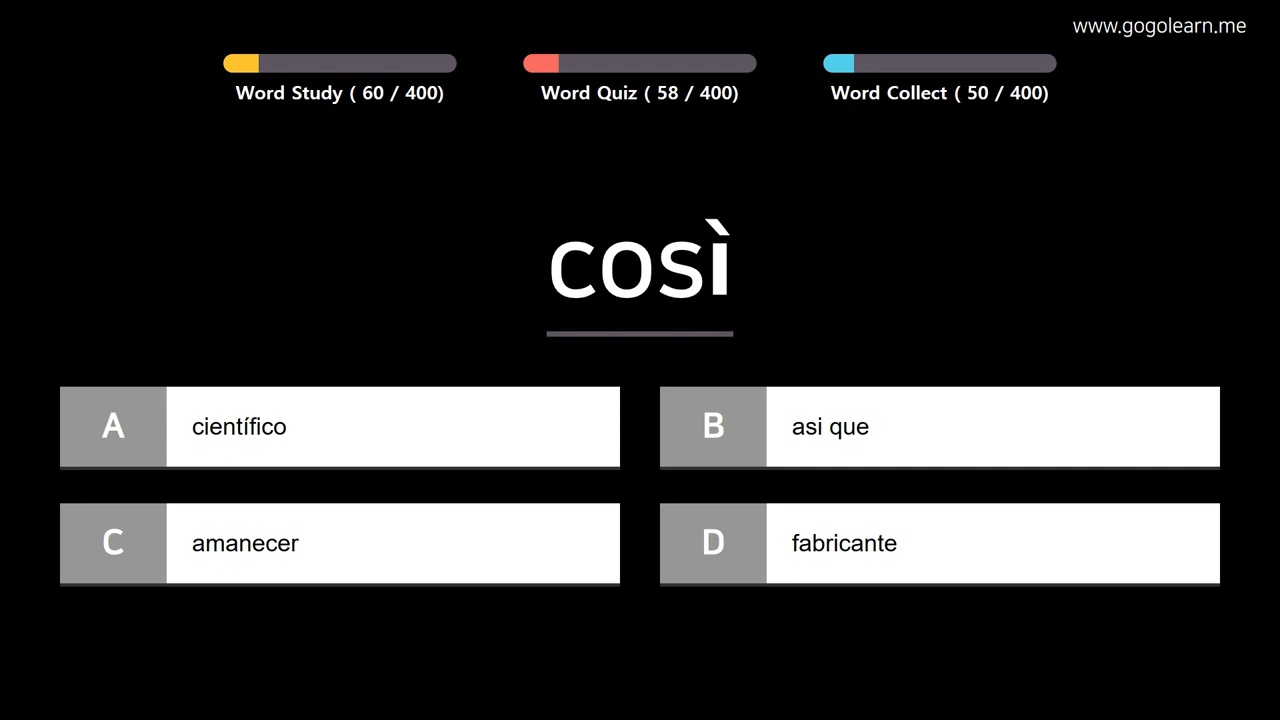 www.gogolearn.me
Word Study ( 60 / 400)
Word Quiz ( 58 / 400)
Word Collect ( 50 / 400)
così
A científico
B asi que
C amanecer
D fabricante